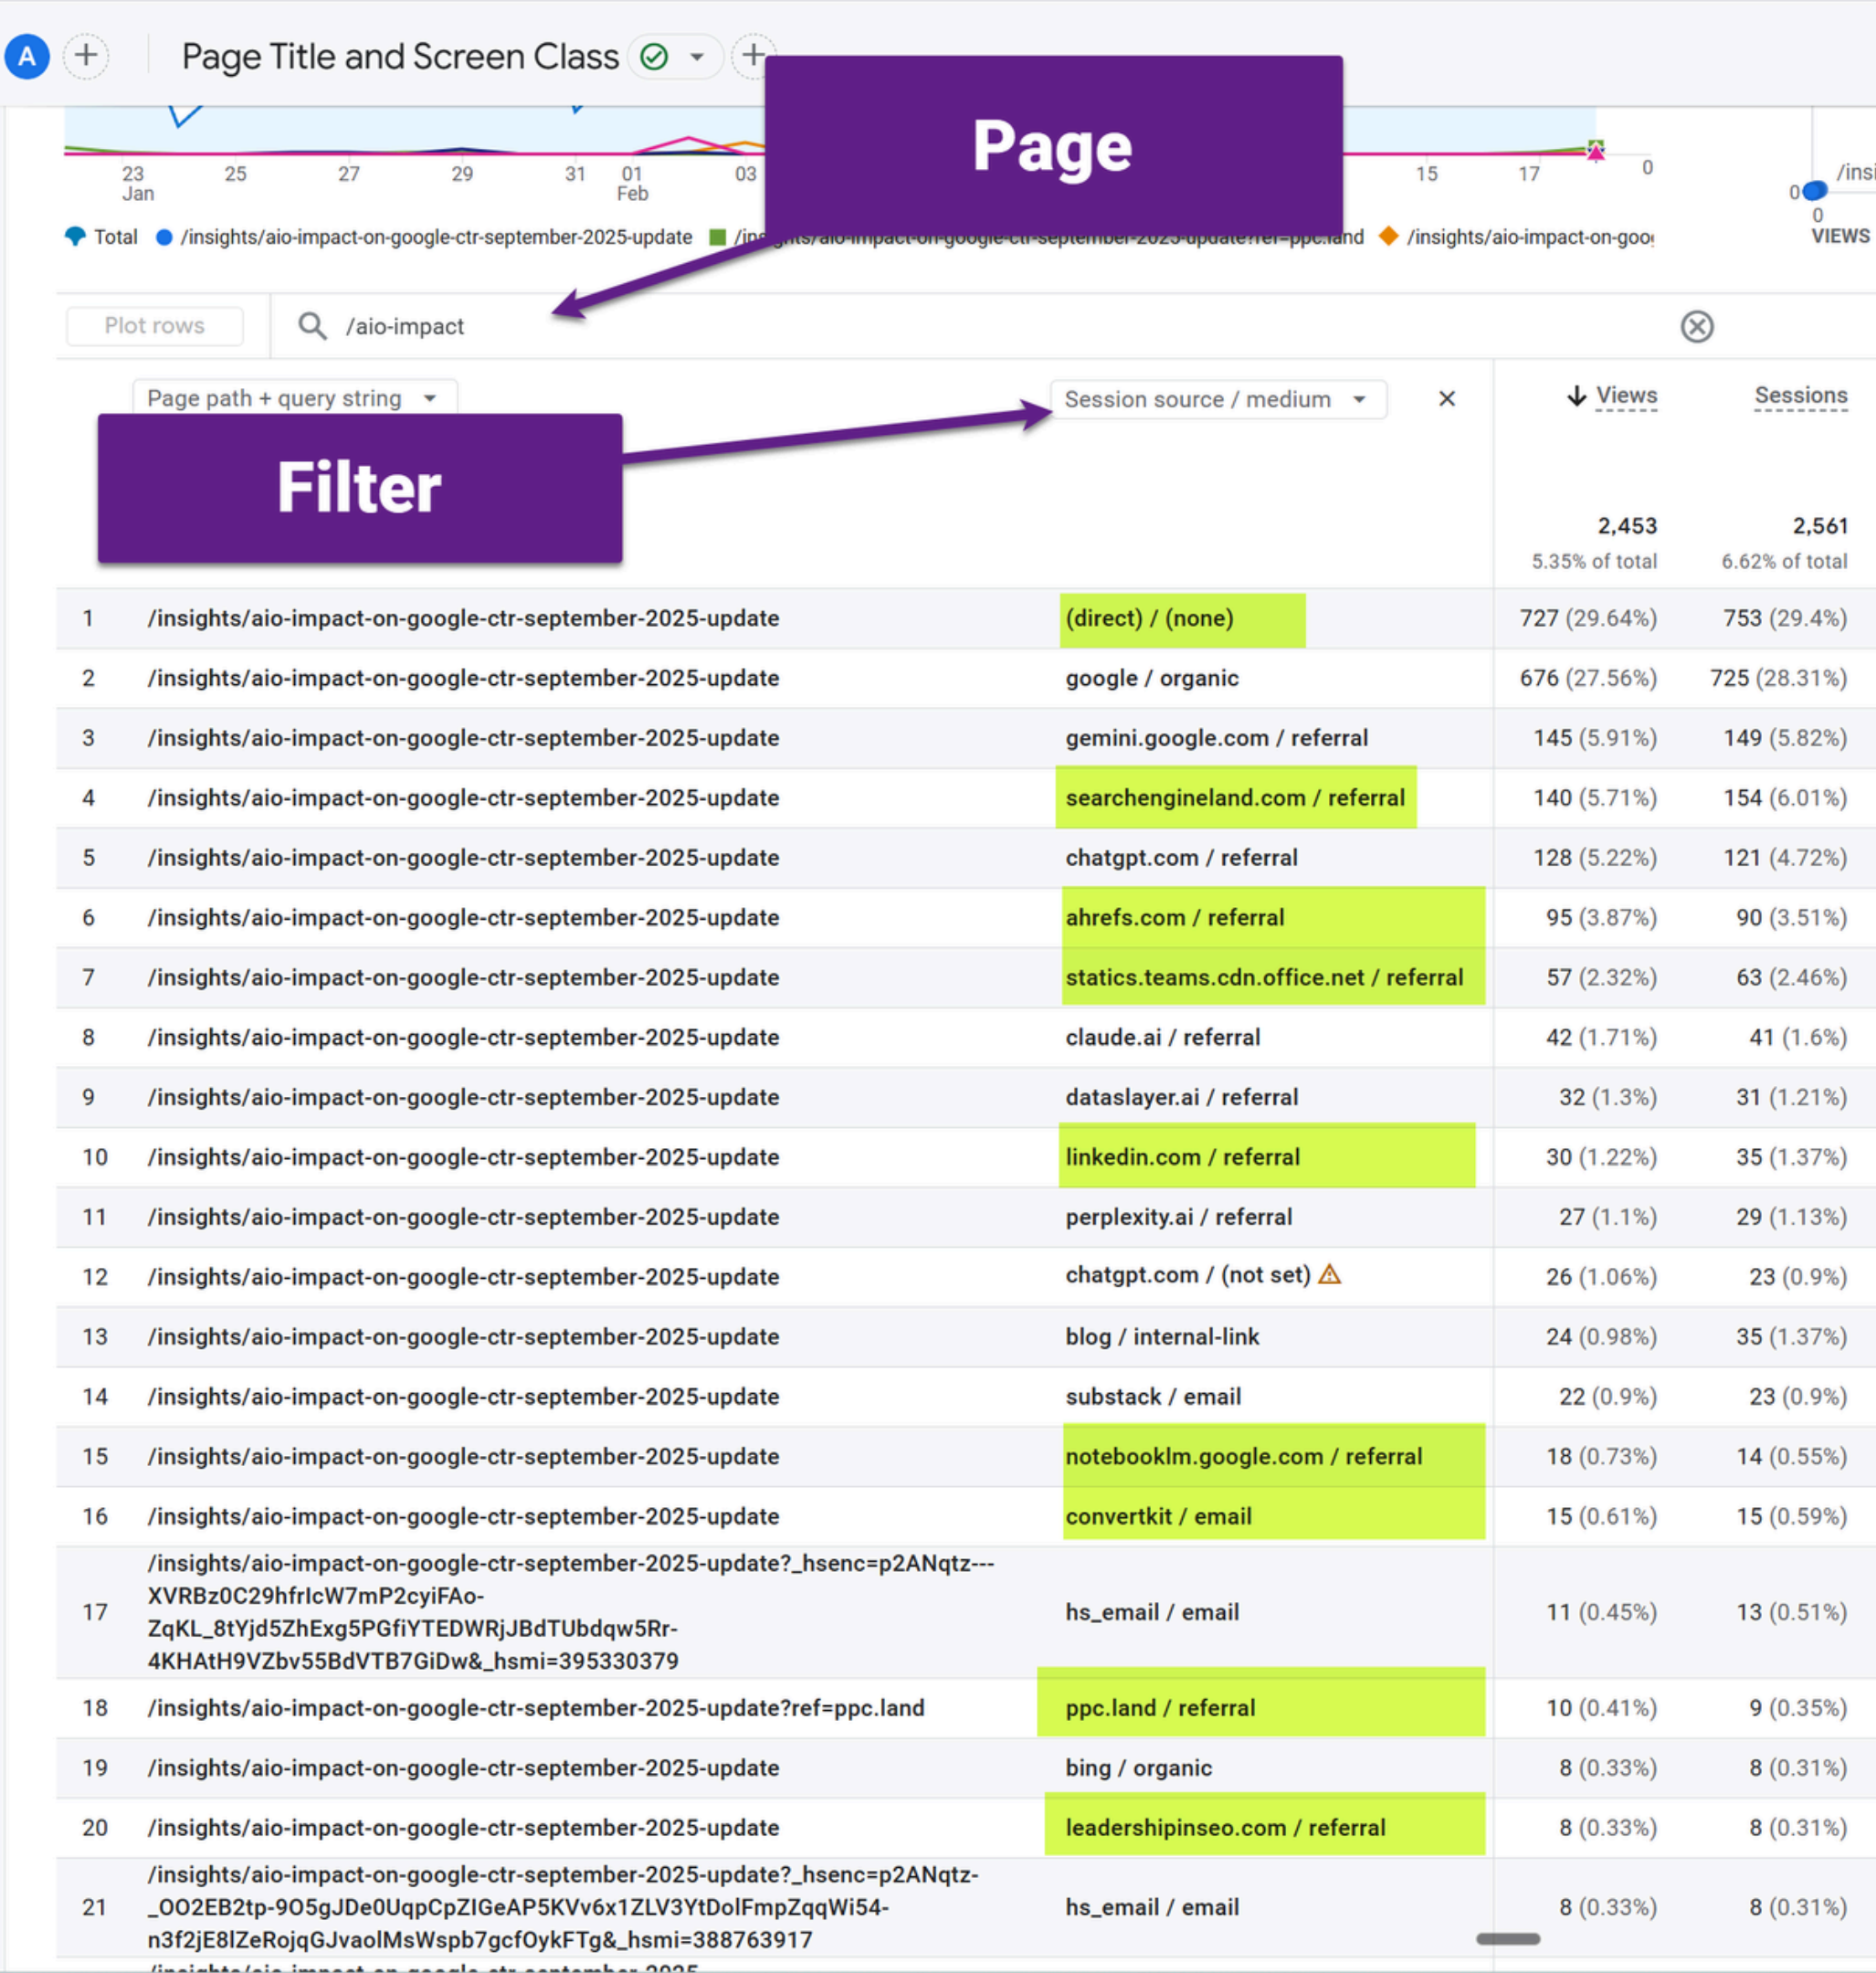 A
Page Title and Screen Class
Page
23 25 27 29 31 01 03 15 17 0
Jan Feb
/insi
0
0
VIEWS
Total /insights/aio-impact-on-google-ctr-september-2025-update /insights/aio-impact-on-google-ctr-september-2025-update?ref=ppc.land /insights/aio-impact-on-goo
Plot rows /aio-impact
Page path + query string Session source / medium Views Sessions
Filter
2,453 2,561
5.35% of total 6.62% of total
1 /insights/aio-impact-on-google-ctr-september-2025-update (direct) / (none) 727 (29.64%) 753 (29.4%)
2 /insights/aio-impact-on-google-ctr-september-2025-update google / organic 676 (27.56%) 725 (28.31%)
3 /insights/aio-impact-on-google-ctr-september-2025-update gemini.google.com / referral 145 (5.91%) 149 (5.82%)
4 /insights/aio-impact-on-google-ctr-september-2025-update searchengineland.com / referral 140 (5.71%) 154 (6.01%)
5 /insights/aio-impact-on-google-ctr-september-2025-update chatgpt.com / referral 128 (5.22%) 121 (4.72%)
6 /insights/aio-impact-on-google-ctr-september-2025-update ahrefs.com / referral 95 (3.87%) 90 (3.51%)
7 /insights/aio-impact-on-google-ctr-september-2025-update statics.teams.cdn.office.net / referral 57 (2.32%) 63 (2.46%)
8 /insights/aio-impact-on-google-ctr-september-2025-update claude.ai / referral 42 (1.71%) 41 (1.6%)
9 /insights/aio-impact-on-google-ctr-september-2025-update dataslayer.ai / referral 32 (1.3%) 31 (1.21%)
10 /insights/aio-impact-on-google-ctr-september-2025-update linkedin.com / referral 30 (1.22%) 35 (1.37%)
11 /insights/aio-impact-on-google-ctr-september-2025-update perplexity.ai / referral 27 (1.1%) 29 (1.13%)
12 /insights/aio-impact-on-google-ctr-september-2025-update chatgpt.com / (not set) 26 (1.06%) 23 (0.9%)
13 /insights/aio-impact-on-google-ctr-september-2025-update blog / internal-link 24 (0.98%) 35 (1.37%)
14 /insights/aio-impact-on-google-ctr-september-2025-update substack / email 22 (0.9%) 23 (0.9%)
15 /insights/aio-impact-on-google-ctr-september-2025-update notebooklm.google.com / referral 18 (0.73%) 14 (0.55%)
16 /insights/aio-impact-on-google-ctr-september-2025-update convertkit / email 15 (0.61%) 15 (0.59%)
/insights/aio-impact-on-google-ctr-september-2025-update?_hsenc=p2ANqtz---
XVRBz0C29hfrIcW7mP2cyiFAo-
17 hs_email / email 11 (0.45%) 13 (0.51%)
ZqKL_8tYjd5ZhExg5PGfiYTEDWRjJBdTUbdqw5Rr-
4KHAtH9VZbv55BdVTB7GiDw&_hsmi=395330379
18 /insights/aio-impact-on-google-ctr-september-2025-update?ref=ppc.land ppc.land / referral 10 (0.41%) 9 (0.35%)
19 /insights/aio-impact-on-google-ctr-september-2025-update bing / organic 8 (0.33%) 8 (0.31%)
20 /insights/aio-impact-on-google-ctr-september-2025-update leadershipinseo.com / referral 8 (0.33%) 8 (0.31%)
/insights/aio-impact-on-google-ctr-september-2025-update?_hsenc=p2ANqtz-
21 _OO2EB2tp-9O5gJDe0UqpCpZIGeAP5KVv6x1ZLV3YtDolFmpZqqWi54- hs_email / email 8 (0.33%) 8 (0.31%)
n3f2jE8lZeRojqGJvaolMsWspb7gcfOykFTg&_hsmi=388763917